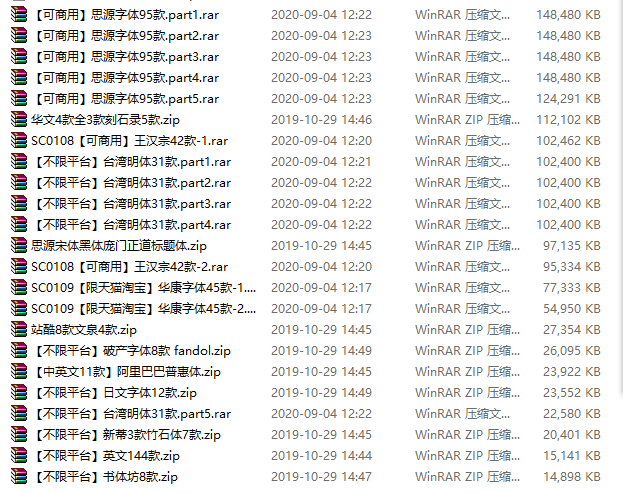 【可商用】思源字体95款.part1.rar 2020-09-04 12:22 WinRAR 压缩文... 148,480 KB
【可商用】思源字体95款.part2.rar 2020-09-04 12:23 WinRAR 压缩文... 148,480 KB
【可商用】思源字体95款.part3.rar 2020-09-04 12:23 WinRAR 压缩文... 148,480 KB
【可商用】思源字体95款.part4.rar 2020-09-04 12:23 WinRAR 压缩文... 148,480 KB
【可商用】思源字体95款.part5.rar 2020-09-04 12:23 WinRAR 压缩文... 124,291 KB
华文4款全3款刻石录5款.zip 2019-10-29 14:46 WinRAR ZIP 压缩... 112,102 KB
SC0108【可商用】王汉宗42款-1.rar 2020-09-04 12:20 WinRAR 压缩文... 102,462 KB
【不限平台】台湾明体31款.part1.rar 2020-09-04 12:21 WinRAR 压缩文... 102,400 KB
【不限平台】台湾明体31款.part2.rar 2020-09-04 12:22 WinRAR 压缩文... 102,400 KB
【不限平台】台湾明体31款.part3.rar 2020-09-04 12:22 WinRAR 压缩文... 102,400 KB
【不限平台】台湾明体31款.part4.rar 2020-09-04 12:22 WinRAR 压缩文... 102,400 KB
思源宋体黑体庞门正道标题体.zip 2019-10-29 14:45 WinRAR ZIP 压缩... 97,135 KB
SC0108【可商用】王汉宗42款-2.rar 2020-09-04 12:20 WinRAR 压缩文... 95,334 KB
SC0109【限天猫淘宝】华康字体45款-1.... 2020-09-04 12:17 WinRAR 压缩文... 77,333 KB
SC0109【限天猫淘宝】华康字体45款-2.... 2020-09-04 12:17 WinRAR 压缩文... 54,950 KB
站酷8款文泉4款.zip 2019-10-29 14:45 WinRAR ZIP 压缩... 27,354 KB
【不限平台】破产字体8款 fandol.zip 2019-10-29 14:49 WinRAR ZIP 压缩... 26,095 KB
【中英文11款】阿里巴巴普惠体.zip 2019-10-29 14:45 WinRAR ZIP 压缩... 23,922 KB
【不限平台】日文字体12款.zip 2019-10-29 14:49 WinRAR ZIP 压缩... 23,552 KB
【不限平台】台湾明体31款.part5.rar 2020-09-04 12:22 WinRAR 压缩文... 22,580 KB
【不限平台】新蒂3款竹石体7款.zip 2019-10-29 14:45 WinRAR ZIP 压缩... 20,401 KB
【不限平台】英文144款.zip 2019-10-29 14:44 WinRAR ZIP 压缩... 15,141 KB
【不限平台】书体坊8款.zip 2019-10-29 14:47 WinRAR ZIP 压缩... 14,898 KB